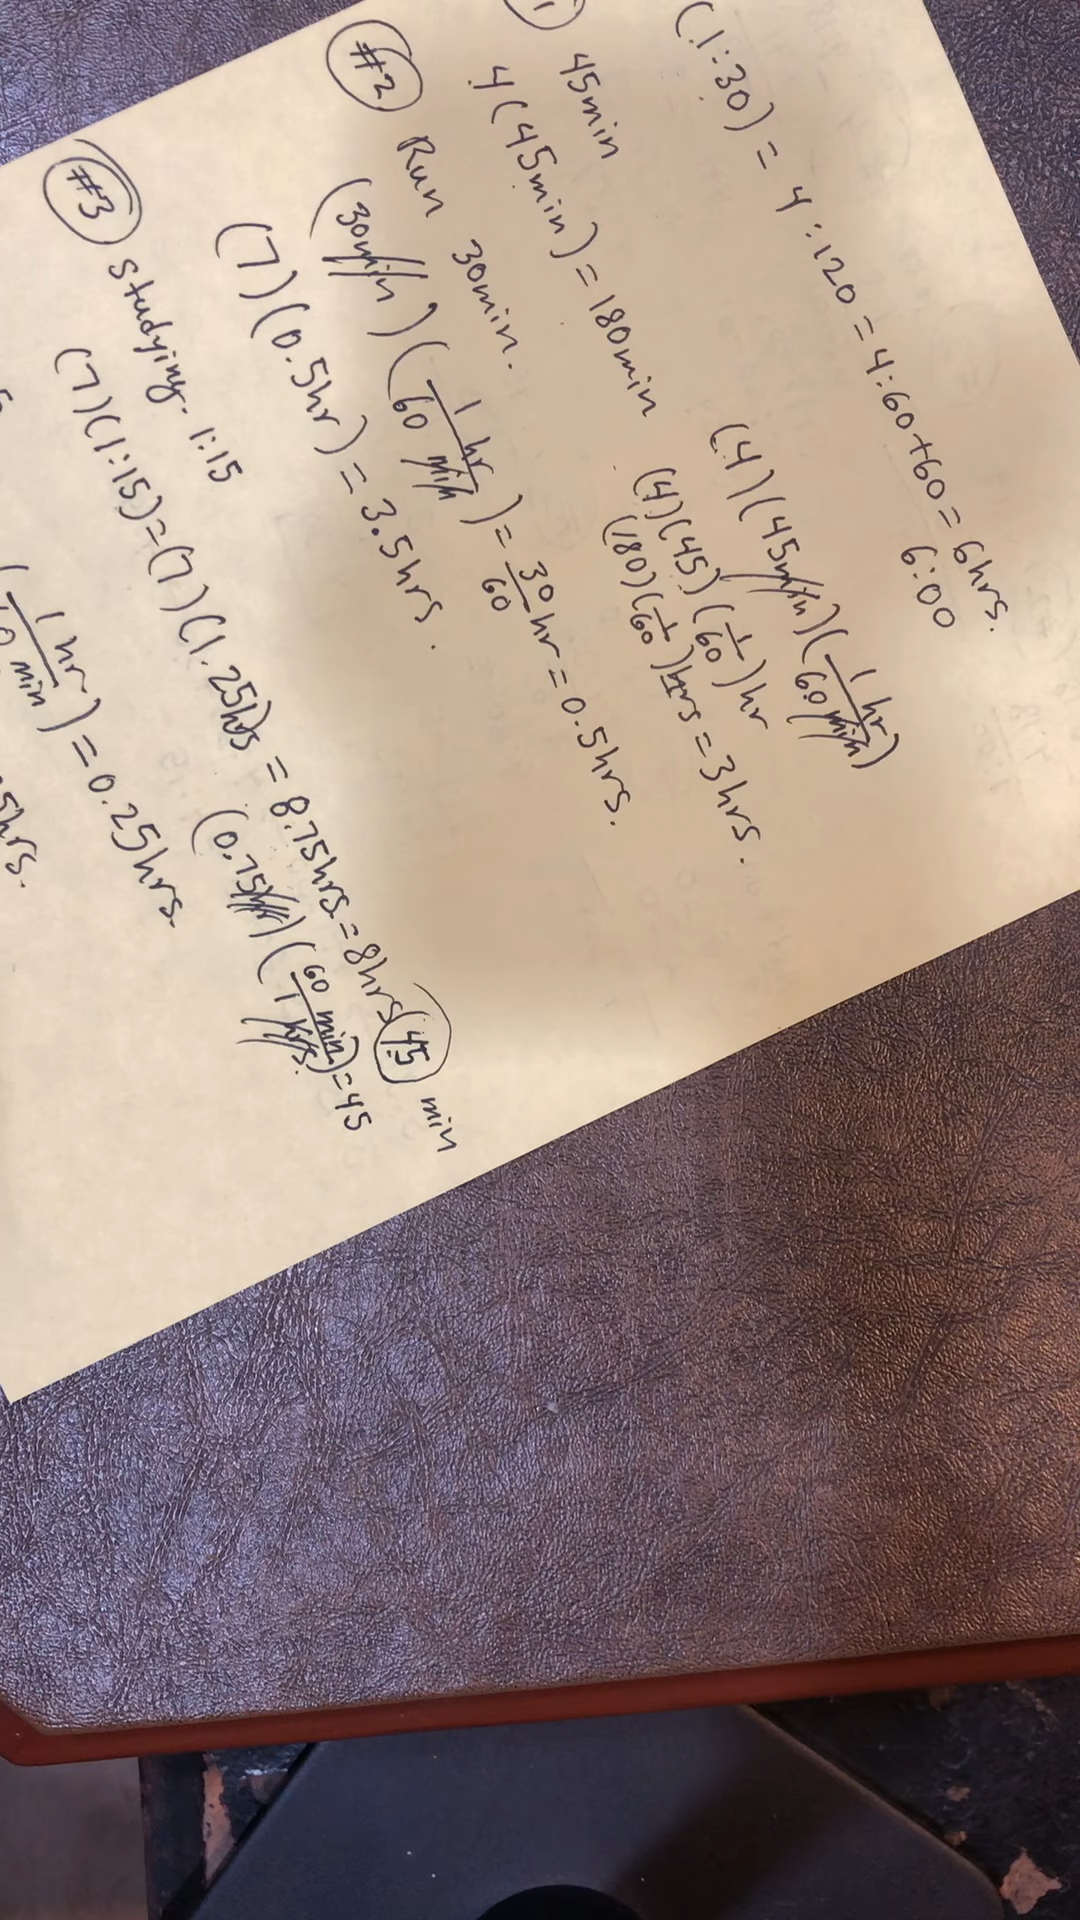 (1:30) = 4:120 = 4:60+60 = 6hrs.
6:00
45min
4(45min) = 180min
(4)(45min)(1 hr/60 min)
(4)(45)(1/60)hr
(180)(1/60)hrs = 3hrs.
#2 Run 30min.
(30min)(1 hr/60 min) = 30/60 hr = 0.5hrs.
(7)(0.5hr) = 3.5hrs.
#3 Studying. 1:15
(7)(1:15)=(7)(1.25hrs = 8.75hrs. = 8hrs 45 min
(0.75hrs)(60 min/1 hrs.)=45
1 hr/ min) = 0.25hrs.
5hrs.